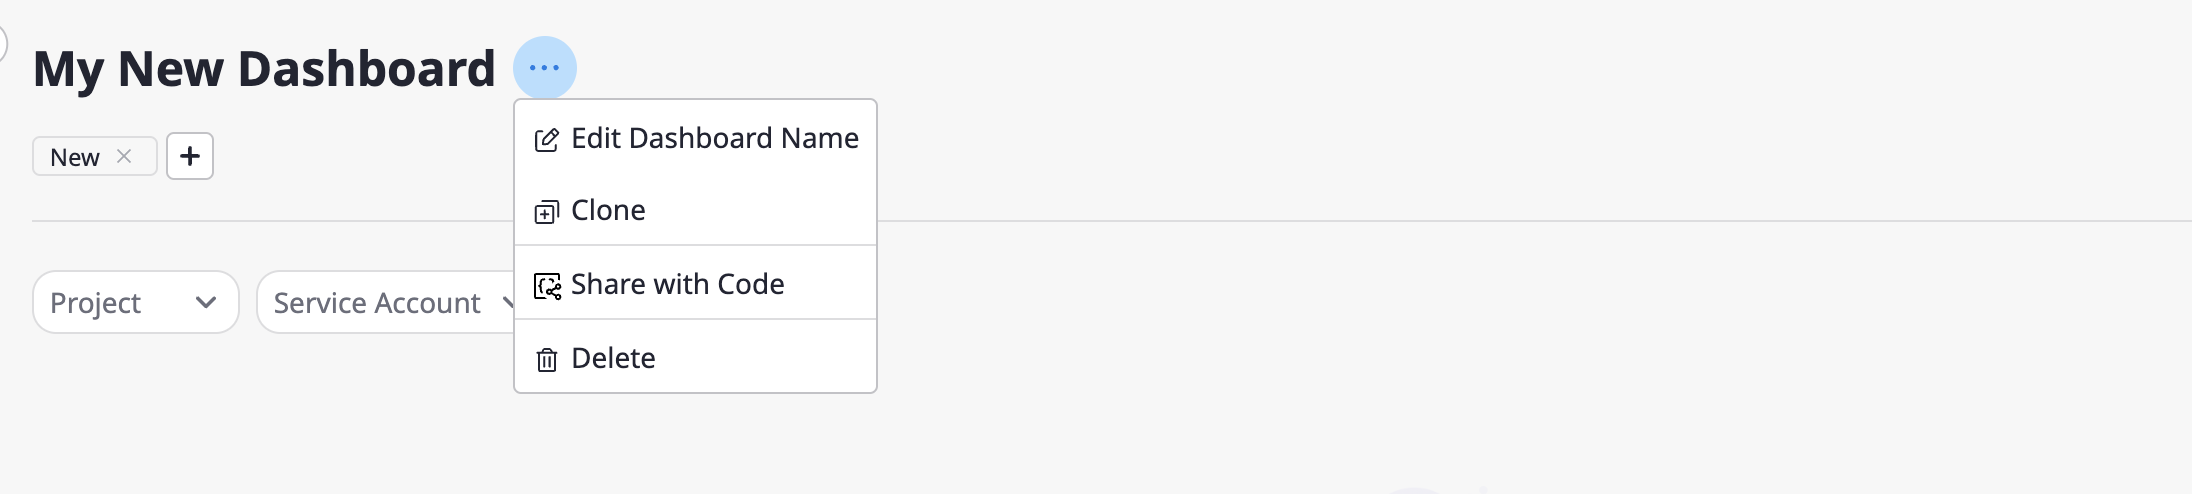 My New Dashboard
New
Edit Dashboard Name
Clone
Share with Code
Delete
Project
Service Account